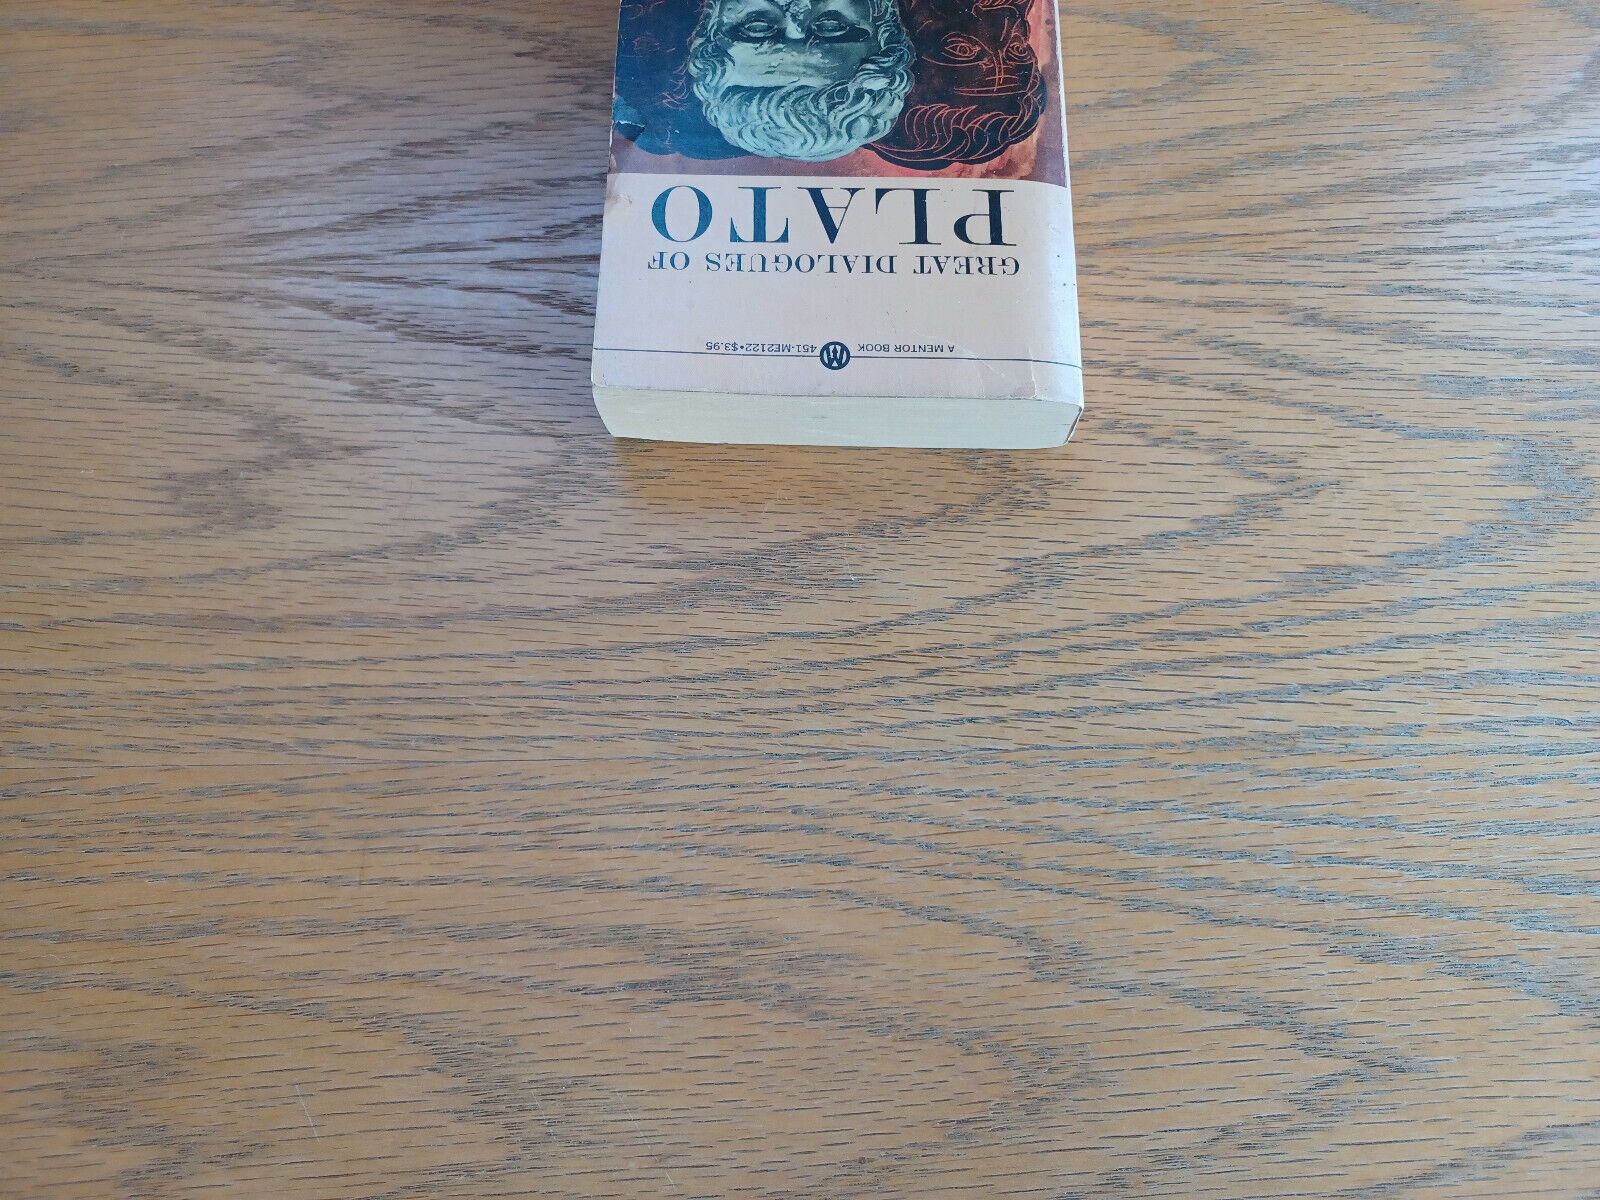 A MENTOR BOOK 451-ME2122•$3.95
GREAT DIALOGUES OF
PLATO